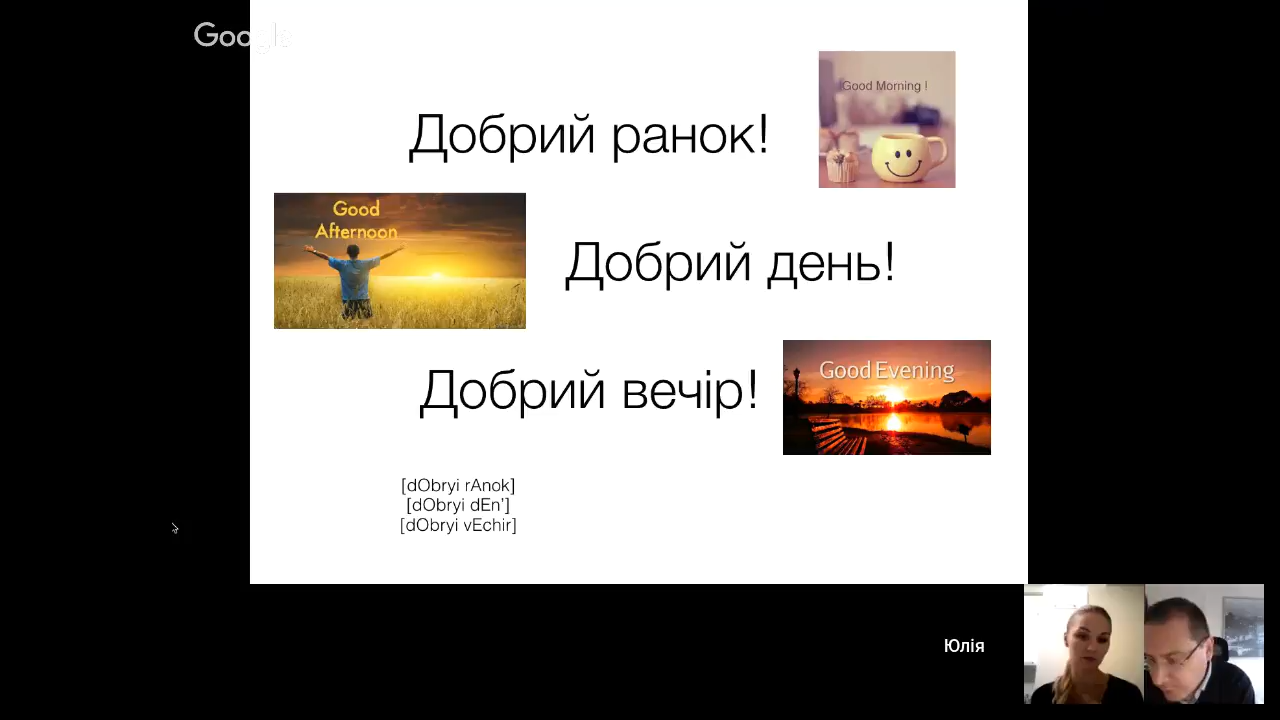 Google
Good Morning !
Добрий ранок!
Good
Afternoon
Добрий день!
Добрий вечір!
Good Evening
[dObryi rAnok]
[dObryi dEn’]
[dObryi vEchir]
Юлія